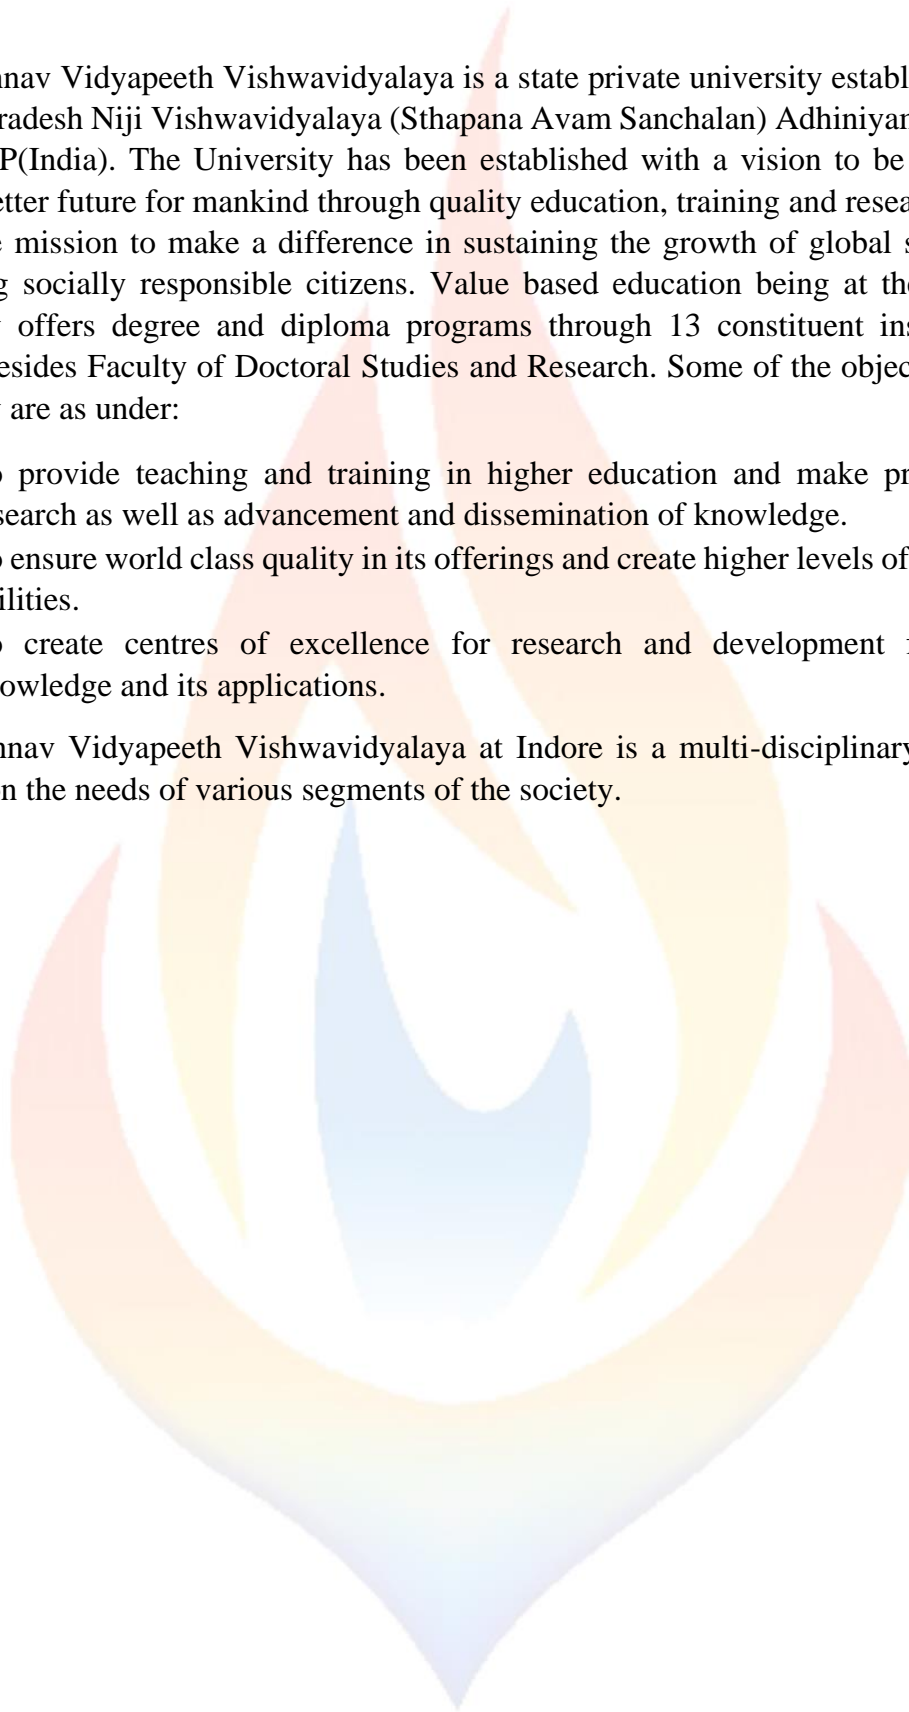 nnav Vidyapeeth Vishwavidyalaya is a state private university establ
radesh Niji Vishwavidyalaya (Sthapana Avam Sanchalan) Adhiniyan
P(India). The University has been established with a vision to be
etter future for mankind through quality education, training and resea
e mission to make a difference in sustaining the growth of global s
g socially responsible citizens. Value based education being at the
y offers degree and diploma programs through 13 constituent ins
esides Faculty of Doctoral Studies and Research. Some of the objec
y are as under:
o provide teaching and training in higher education and make pr
search as well as advancement and dissemination of knowledge.
o ensure world class quality in its offerings and create higher levels of
ilities.
o create centres of excellence for research and development
owledge and its applications.
nnav Vidyapeeth Vishwavidyalaya at Indore is a multi-disciplinary
on the needs of various segments of the society.